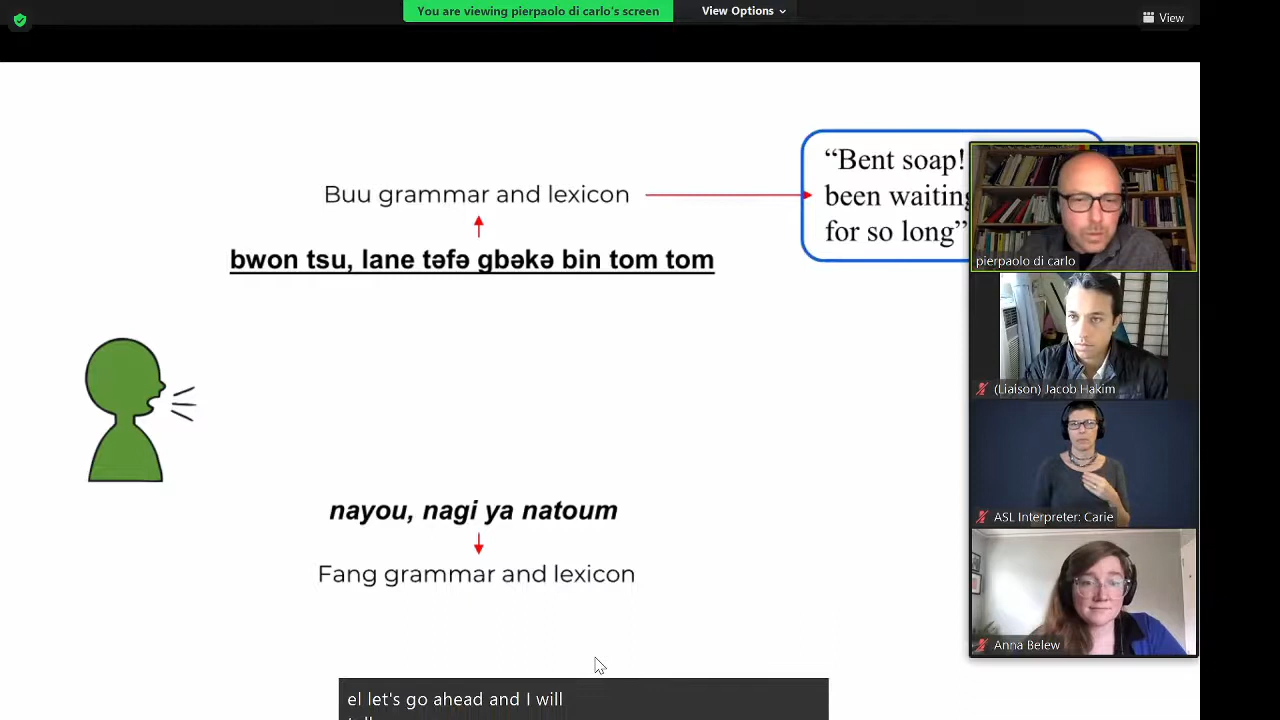 You are viewing pierpaolo di carlo's screen
View Options
View
"Bent soap!
Buu grammar and lexicon
been waiting
for so long"
bwon tsu, lane təfə gbəkə bin tom tom
pierpaolo di carlo
(Liaison) Jacob Hakim
nayou, nagi ya natoum
ASL Interpreter: Carie
Fang grammar and lexicon
Anna Belew
el let's go ahead and I will